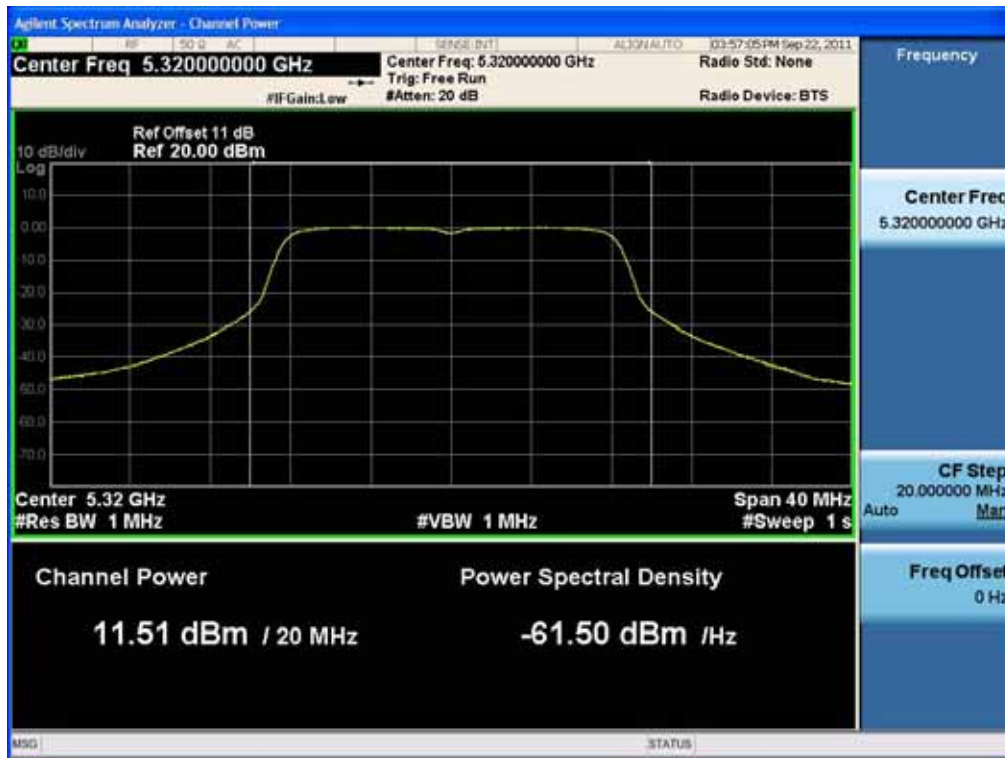 Agilent Spectrum Analyzer - Channel Power
RF 50 Ω AC SENSE:INT ALIGNAUTO 03:57:05 PM Sep 22, 2011
Center Freq 5.320000000 GHz
Center Freq: 5.320000000 GHz
Radio Std: None
Trig: Free Run
#IFGain:Low
#Atten: 20 dB
Radio Device: BTS
Ref Offset 11 dB
10 dB/div Ref 20.00 dBm
Log
10.0
0.00
-10.0
-20.0
-30.0
-40.0
-50.0
-60.0
-70.0
Center 5.32 GHz
Span 40 MHz
#Res BW 1 MHz
#VBW 1 MHz
#Sweep 1 s
Channel Power
Power Spectral Density
11.51 dBm / 20 MHz
-61.50 dBm /Hz
MSG
STATUS
Frequency
Center Freq
5.320000000 GHz
CF Step
20.000000 MHz
Auto Man
Freq Offset
0 Hz